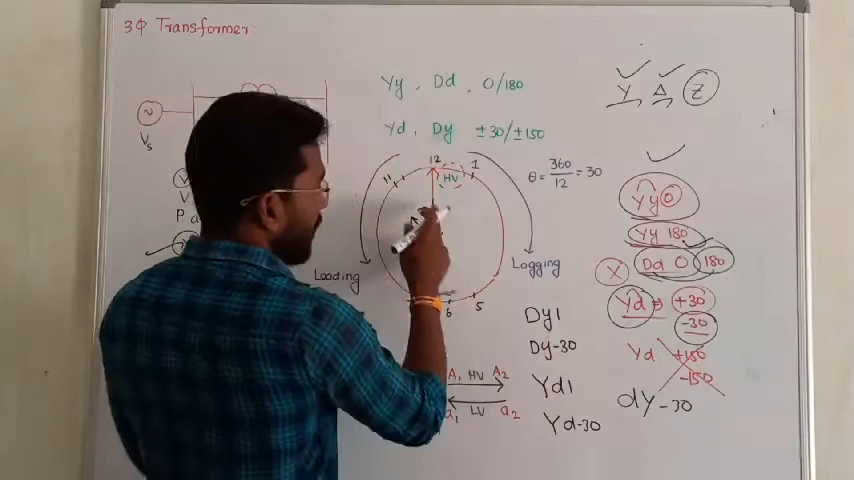 3Φ Transformer
Vs
V
Pa
Yy, Dd, 0/180
Yd, Dy ±30/±150
12
1
11
HV
5
6
θ = 360/12 = 30
Leading
Lagging
A1 HV A2
a1 LV a2
Dy1
Dy-30
Yd1
Yd-30
Y Δ Z
Yy 0
Yy 180
Dd 0 180
X
Yd ⇒ +30
-30
Yd +150
-150
dy-30